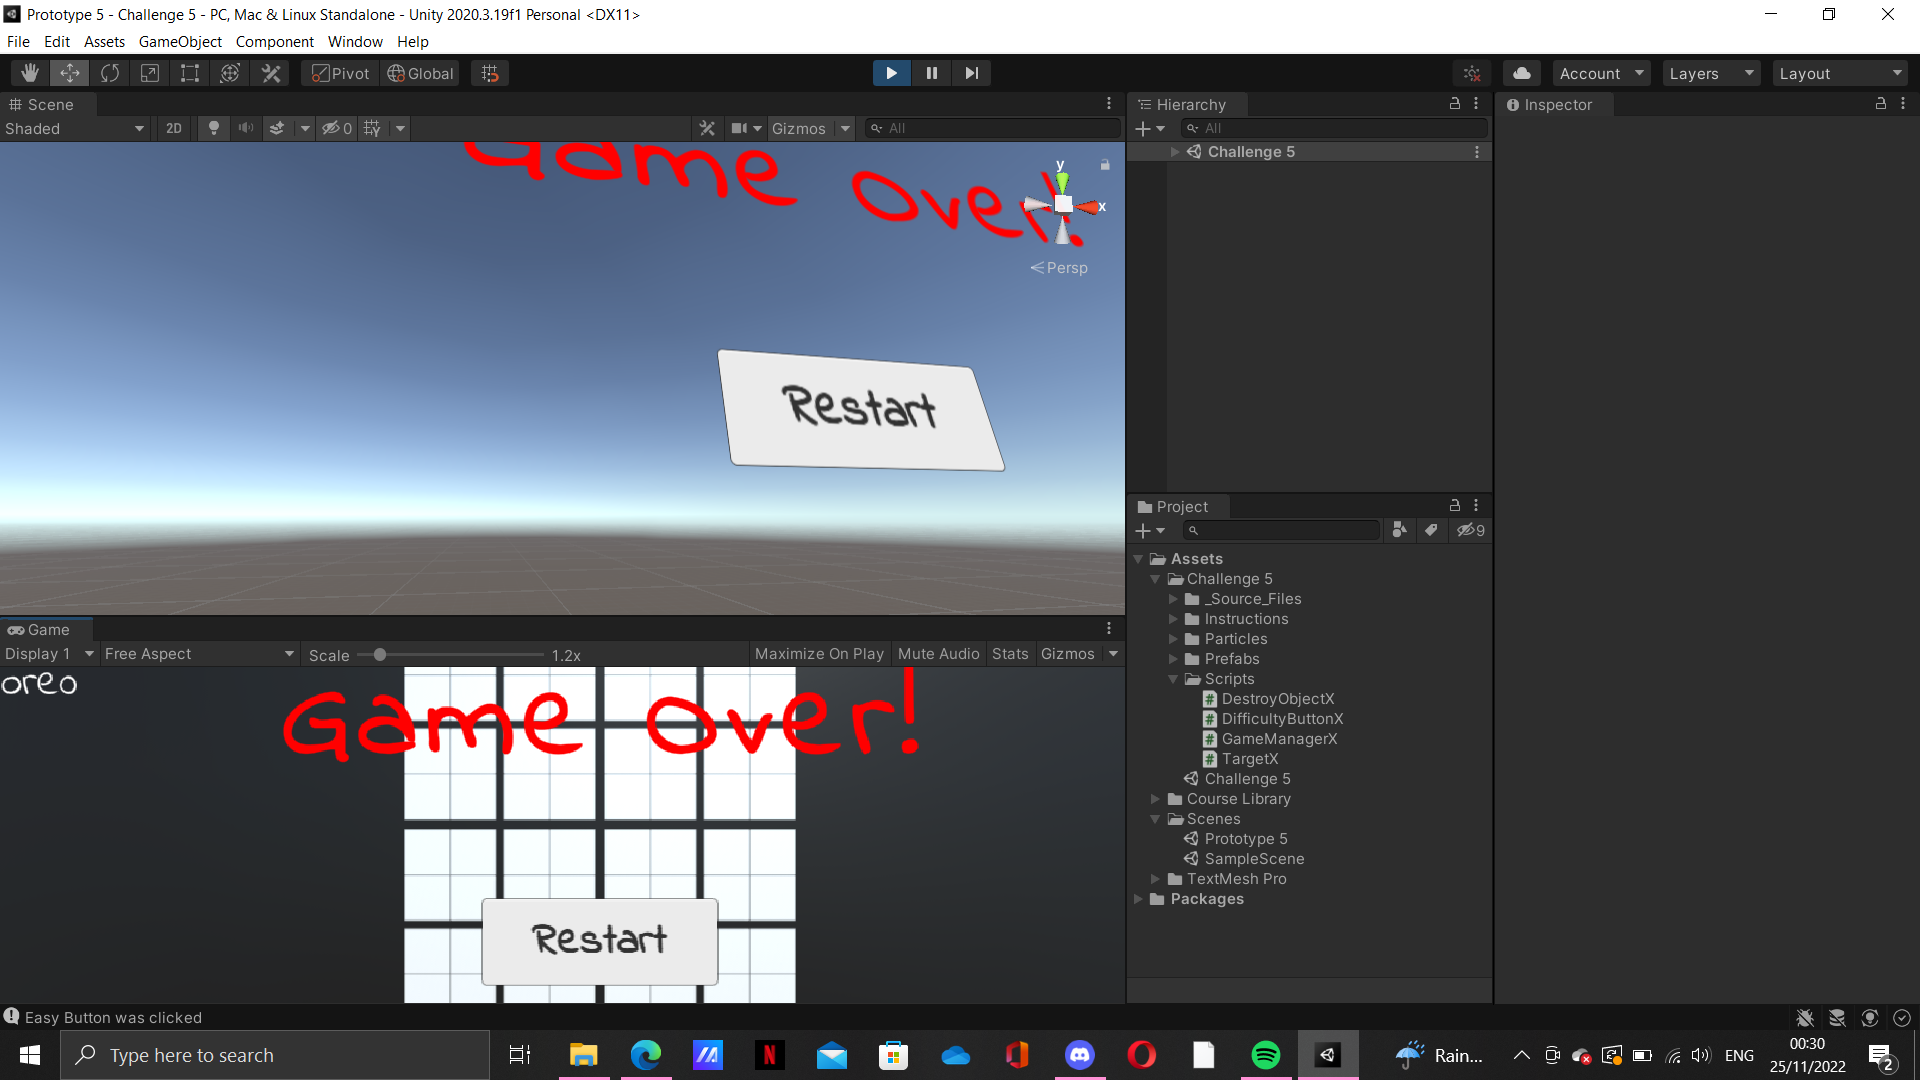 Prototype 5 - Challenge 5 - PC, Mac & Linux Standalone - Unity 2020.3.19f1 Personal <DX11>
File Edit Assets GameObject Component Window Help
Pivot Global Account Layers Layout
Scene
Shaded 2D 0 Gizmos All
Game Over!
y
x
Persp
Restart
Hierarchy
All
Challenge 5
Inspector
Project
9
Assets
Challenge 5
_Source_Files
Instructions
Particles
Prefabs
Scripts
DestroyObjectX
DifficultyButtonX
GameManagerX
TargetX
Challenge 5
Course Library
Scenes
Prototype 5
SampleScene
TextMesh Pro
Packages
Game
Display 1 Free Aspect Scale 1.2x Maximize On Play Mute Audio Stats Gizmos
oreo
Game Over!
Restart
Easy Button was clicked
Type here to search
Rain...
ENG
00:30
25/11/2022
2